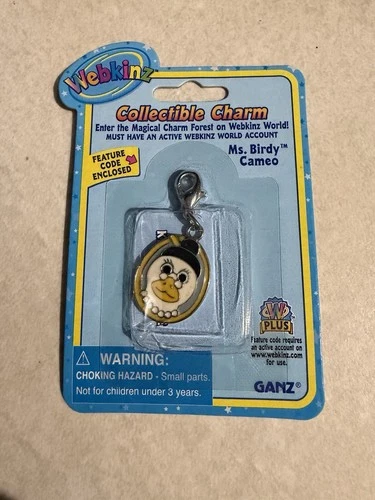 Webkinz
Collectible Charm
Enter the Magical Charm Forest on Webkinz World!
MUST HAVE AN ACTIVE WEBKINZ WORLD ACCOUNT
FEATURE
CODE
ENCLOSED
Ms. Birdy™
Cameo
W
PLUS
Feature code requires
an active account on
www.webkinz.com
for use.
⚠ WARNING:
CHOKING HAZARD - Small parts.
Not for children under 3 years.
GANZ®